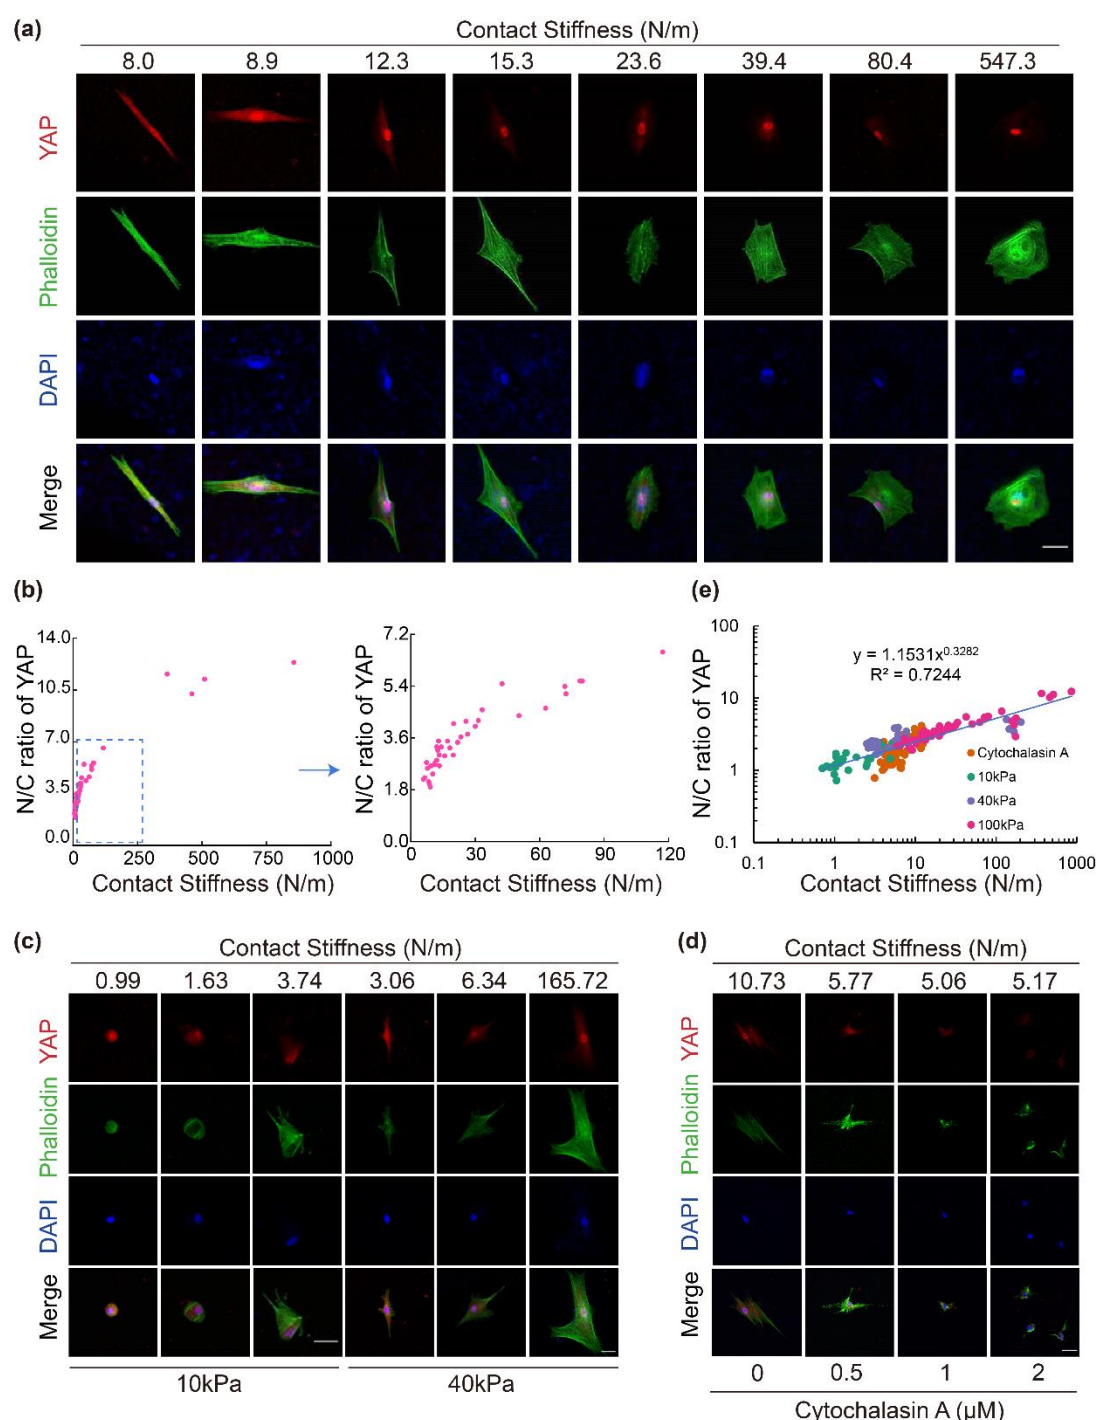 (a)
Contact Stiffness (N/m)
8.0 8.9 12.3 15.3 23.6 39.4 80.4 547.3
YAP
Phalloidin
DAPI
Merge
(b)
N/C ratio of YAP
14.0
10.5
7.0
3.5
0.0
0 250 500 750 1000
Contact Stiffness (N/m)
N/C ratio of YAP
7.2
5.4
3.6
1.8
0.0
0 30 60 90 120
Contact Stiffness (N/m)
(e)
N/C ratio of YAP
100
10
1
0.1
y = 1.1531x^0.3282
R² = 0.7244
Cytochalasin A
10kPa
40kPa
100kPa
0.1 1 10 100 1000
Contact Stiffness (N/m)
(c)
Contact Stiffness (N/m)
0.99 1.63 3.74 3.06 6.34 165.72
YAP
Phalloidin
DAPI
Merge
10kPa 40kPa
(d)
Contact Stiffness (N/m)
10.73 5.77 5.06 5.17
YAP
Phalloidin
DAPI
Merge
0 0.5 1 2
Cytochalasin A (μM)